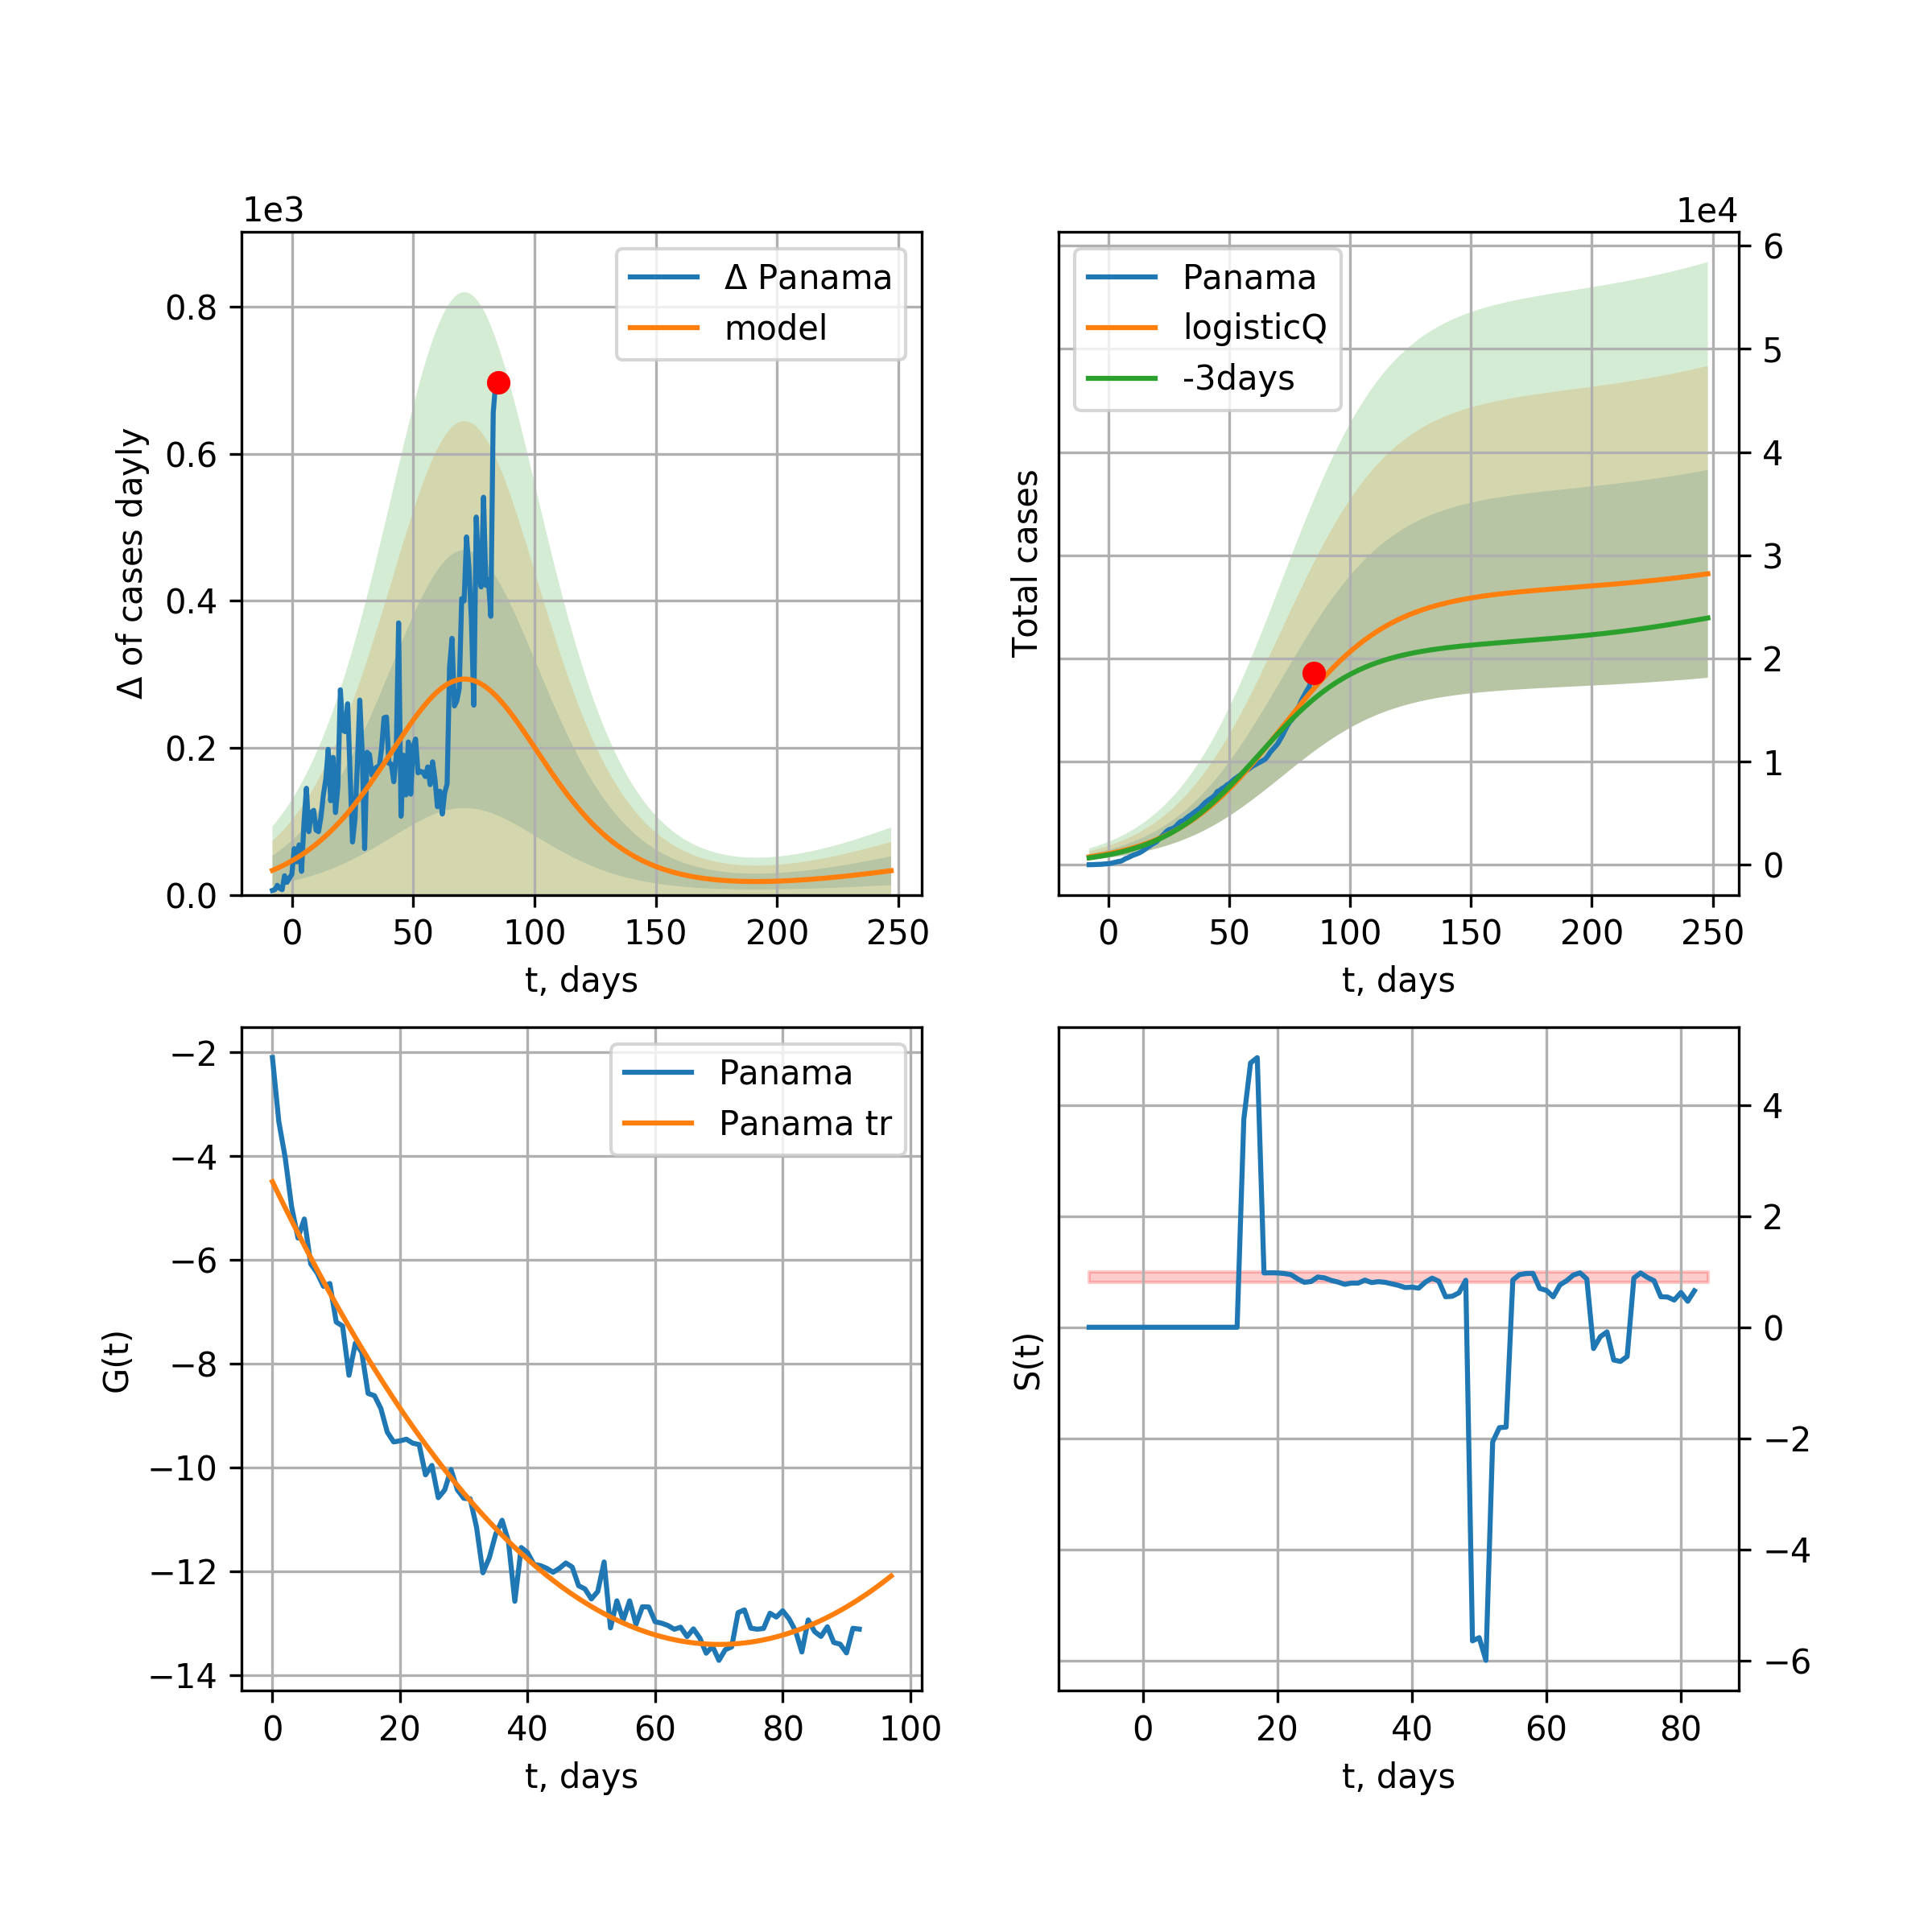 1e3
Δ of cases dayly
0.8
0.6
0.4
0.2
0.0
0 50 100 150 200 250
t, days
Δ Panama
model
1e4
Total cases
6
5
4
3
2
1
0
0 50 100 150 200 250
t, days
Panama
logisticQ
-3days
G(t)
−2
−4
−6
−8
−10
−12
−14
0 20 40 60 80 100
t, days
Panama
Panama tr
S(t)
4
2
0
−2
−4
−6
0 20 40 60 80
t, days